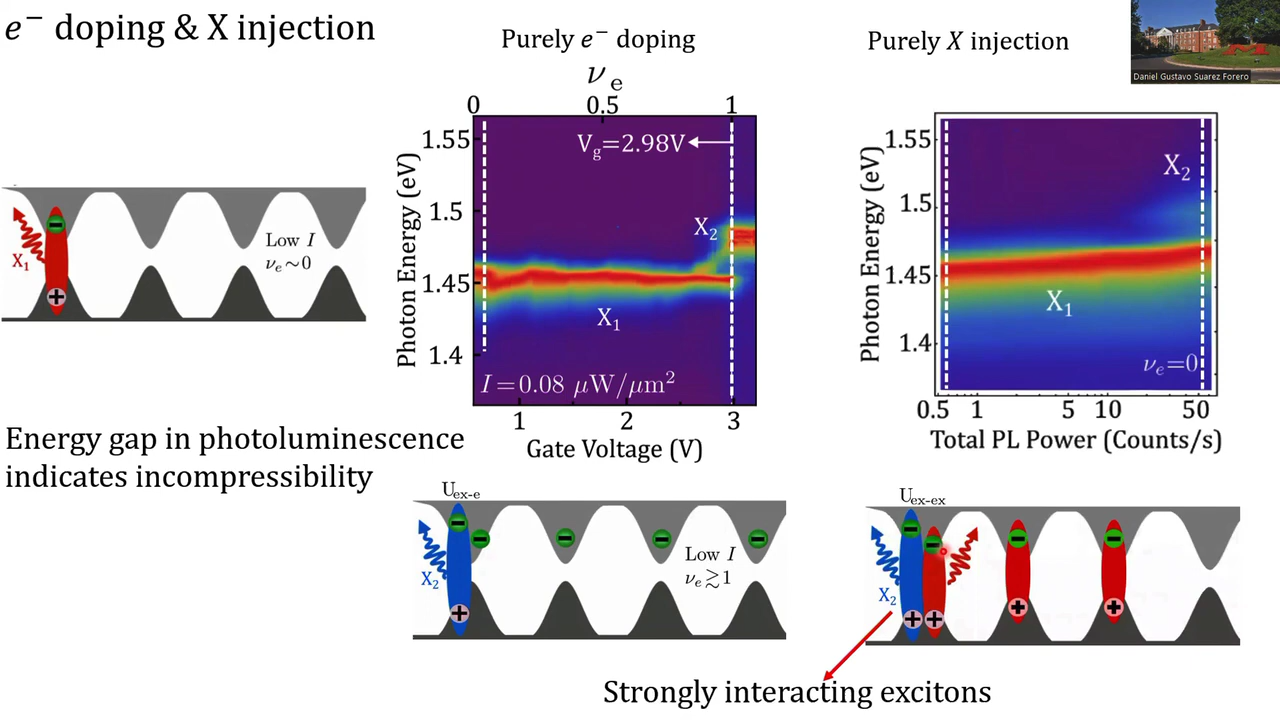 e⁻ doping & X injection
Purely e⁻ doping
Purely X injection
Daniel Gustavo Suarez Forero
X₁
Low I
νₑ~0
νₑ
0 0.5 1
Photon Energy (eV)
1.55
1.5
1.45
1.4
V_g=2.98V
X₂
X₁
I=0.08 μW/μm²
1 2 3
Gate Voltage (V)
Photon Energy (eV)
1.55
1.5
1.45
1.4
X₂
X₁
νₑ=0
0.5 1 5 10 50
Total PL Power (Counts/s)
Energy gap in photoluminescence
indicates incompressibility
U_ex-e
X₂
Low I
νₑ≳1
U_ex-ex
X₂
Strongly interacting excitons